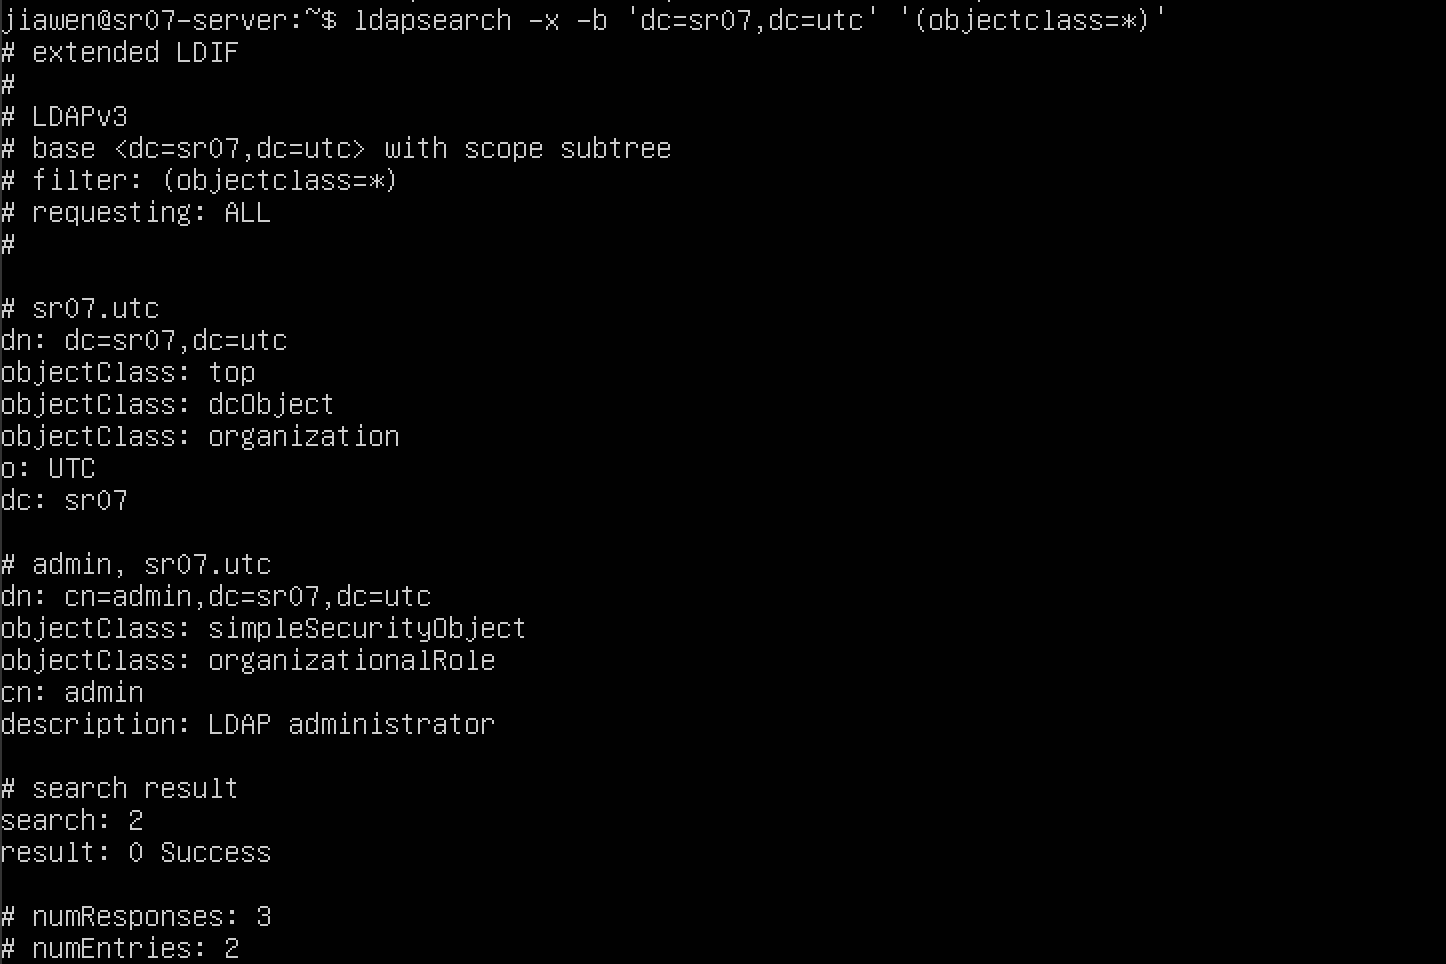 jiawen@sr07-server:~$ ldapsearch -x -b 'dc=sr07,dc=utc' '(objectclass=*)'
# extended LDIF
#
# LDAPv3
# base <dc=sr07,dc=utc> with scope subtree
# filter: (objectclass=*)
# requesting: ALL
#
# sr07.utc
dn: dc=sr07,dc=utc
objectClass: top
objectClass: dcObject
objectClass: organization
o: UTC
dc: sr07
# admin, sr07.utc
dn: cn=admin,dc=sr07,dc=utc
objectClass: simpleSecurityObject
objectClass: organizationalRole
cn: admin
description: LDAP administrator
# search result
search: 2
result: 0 Success
# numResponses: 3
# numEntries: 2